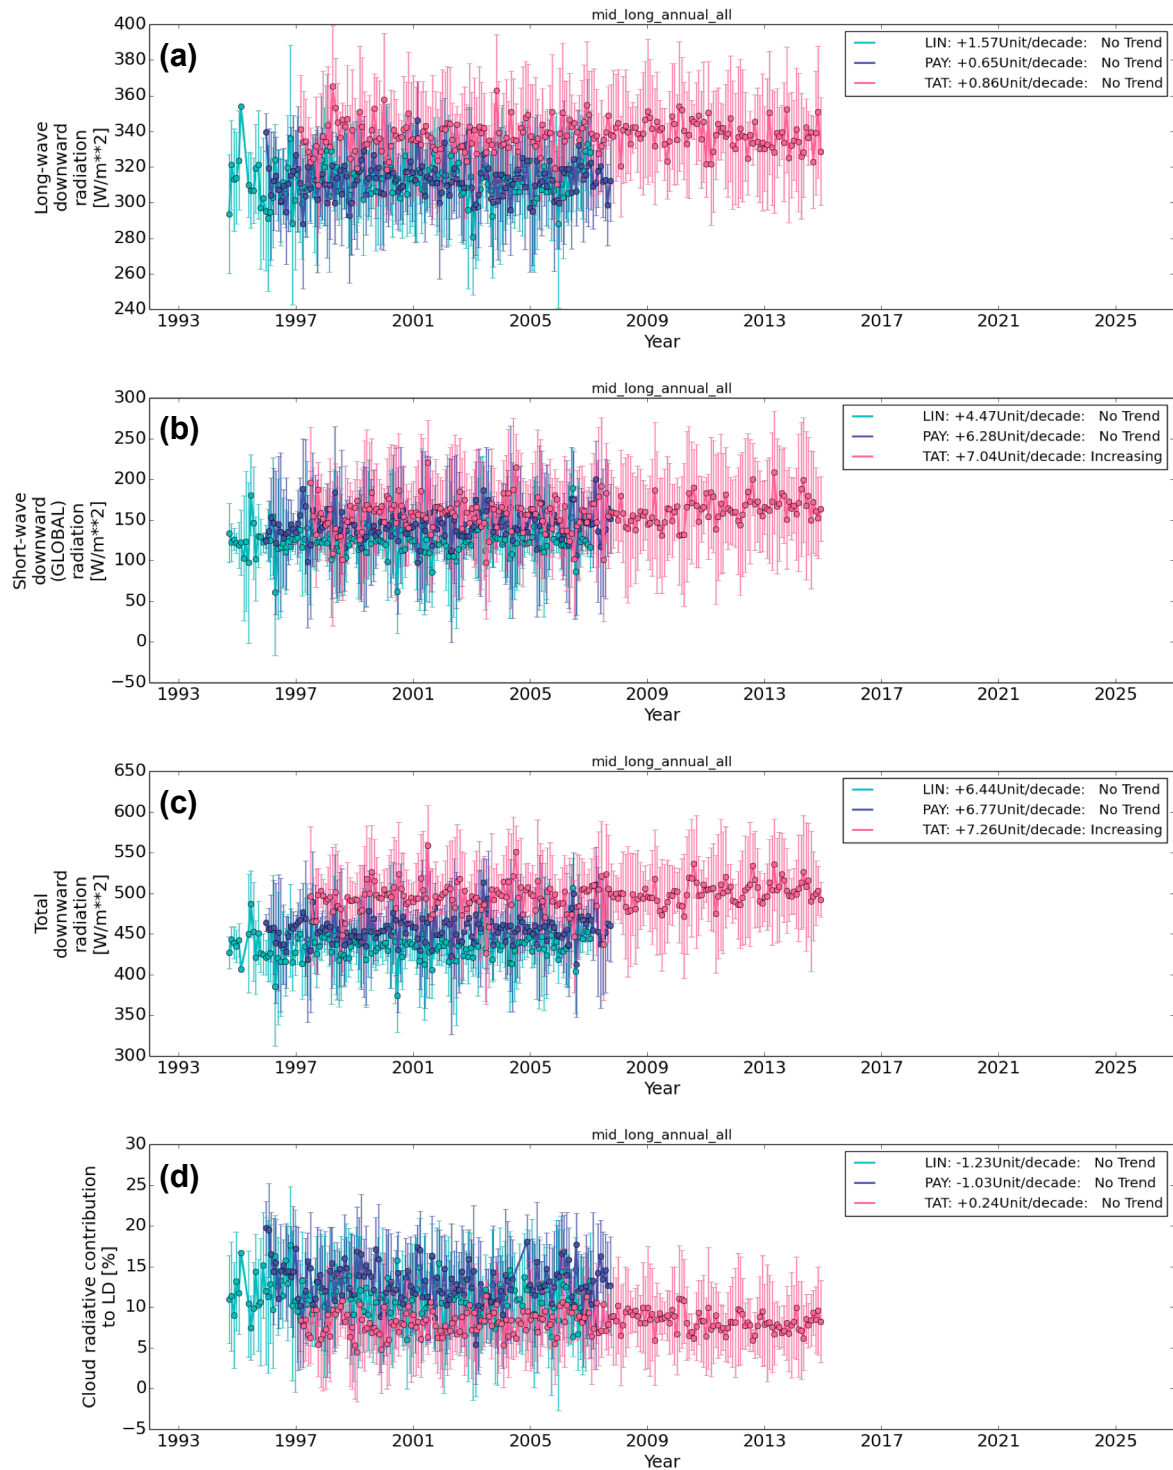 mid_long_annual_all
(a)
400
380
360
340
320
300
280
260
240
Long-wave
downward
radiation
[W/m**2]
LIN: +1.57Unit/decade: No Trend
PAY: +0.65Unit/decade: No Trend
TAT: +0.86Unit/decade: No Trend
1993 1997 2001 2005 2009 2013 2017 2021 2025
Year
mid_long_annual_all
(b)
300
250
200
150
100
50
0
−50
Short-wave
downward
(GLOBAL)
radiation
[W/m**2]
LIN: +4.47Unit/decade: No Trend
PAY: +6.28Unit/decade: No Trend
TAT: +7.04Unit/decade: Increasing
1993 1997 2001 2005 2009 2013 2017 2021 2025
Year
mid_long_annual_all
(c)
650
600
550
500
450
400
350
300
Total
downward
radiation
[W/m**2]
LIN: +6.44Unit/decade: No Trend
PAY: +6.77Unit/decade: No Trend
TAT: +7.26Unit/decade: Increasing
1993 1997 2001 2005 2009 2013 2017 2021 2025
Year
mid_long_annual_all
(d)
30
25
20
15
10
5
0
−5
Cloud radiative contribution
to LD [%]
LIN: -1.23Unit/decade: No Trend
PAY: -1.03Unit/decade: No Trend
TAT: +0.24Unit/decade: No Trend
1993 1997 2001 2005 2009 2013 2017 2021 2025
Year